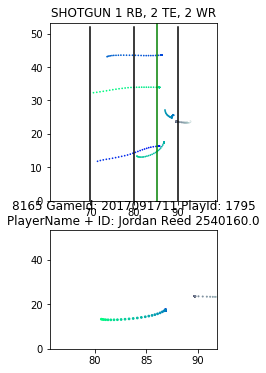 SHOTGUN 1 RB, 2 TE, 2 WR
50
40
30
20
10
0
70 80 90
8165 GameId: 2017091711 PlayId: 1795
PlayerName + ID: Jordan Reed 2540160.0
40
20
0
80 85 90